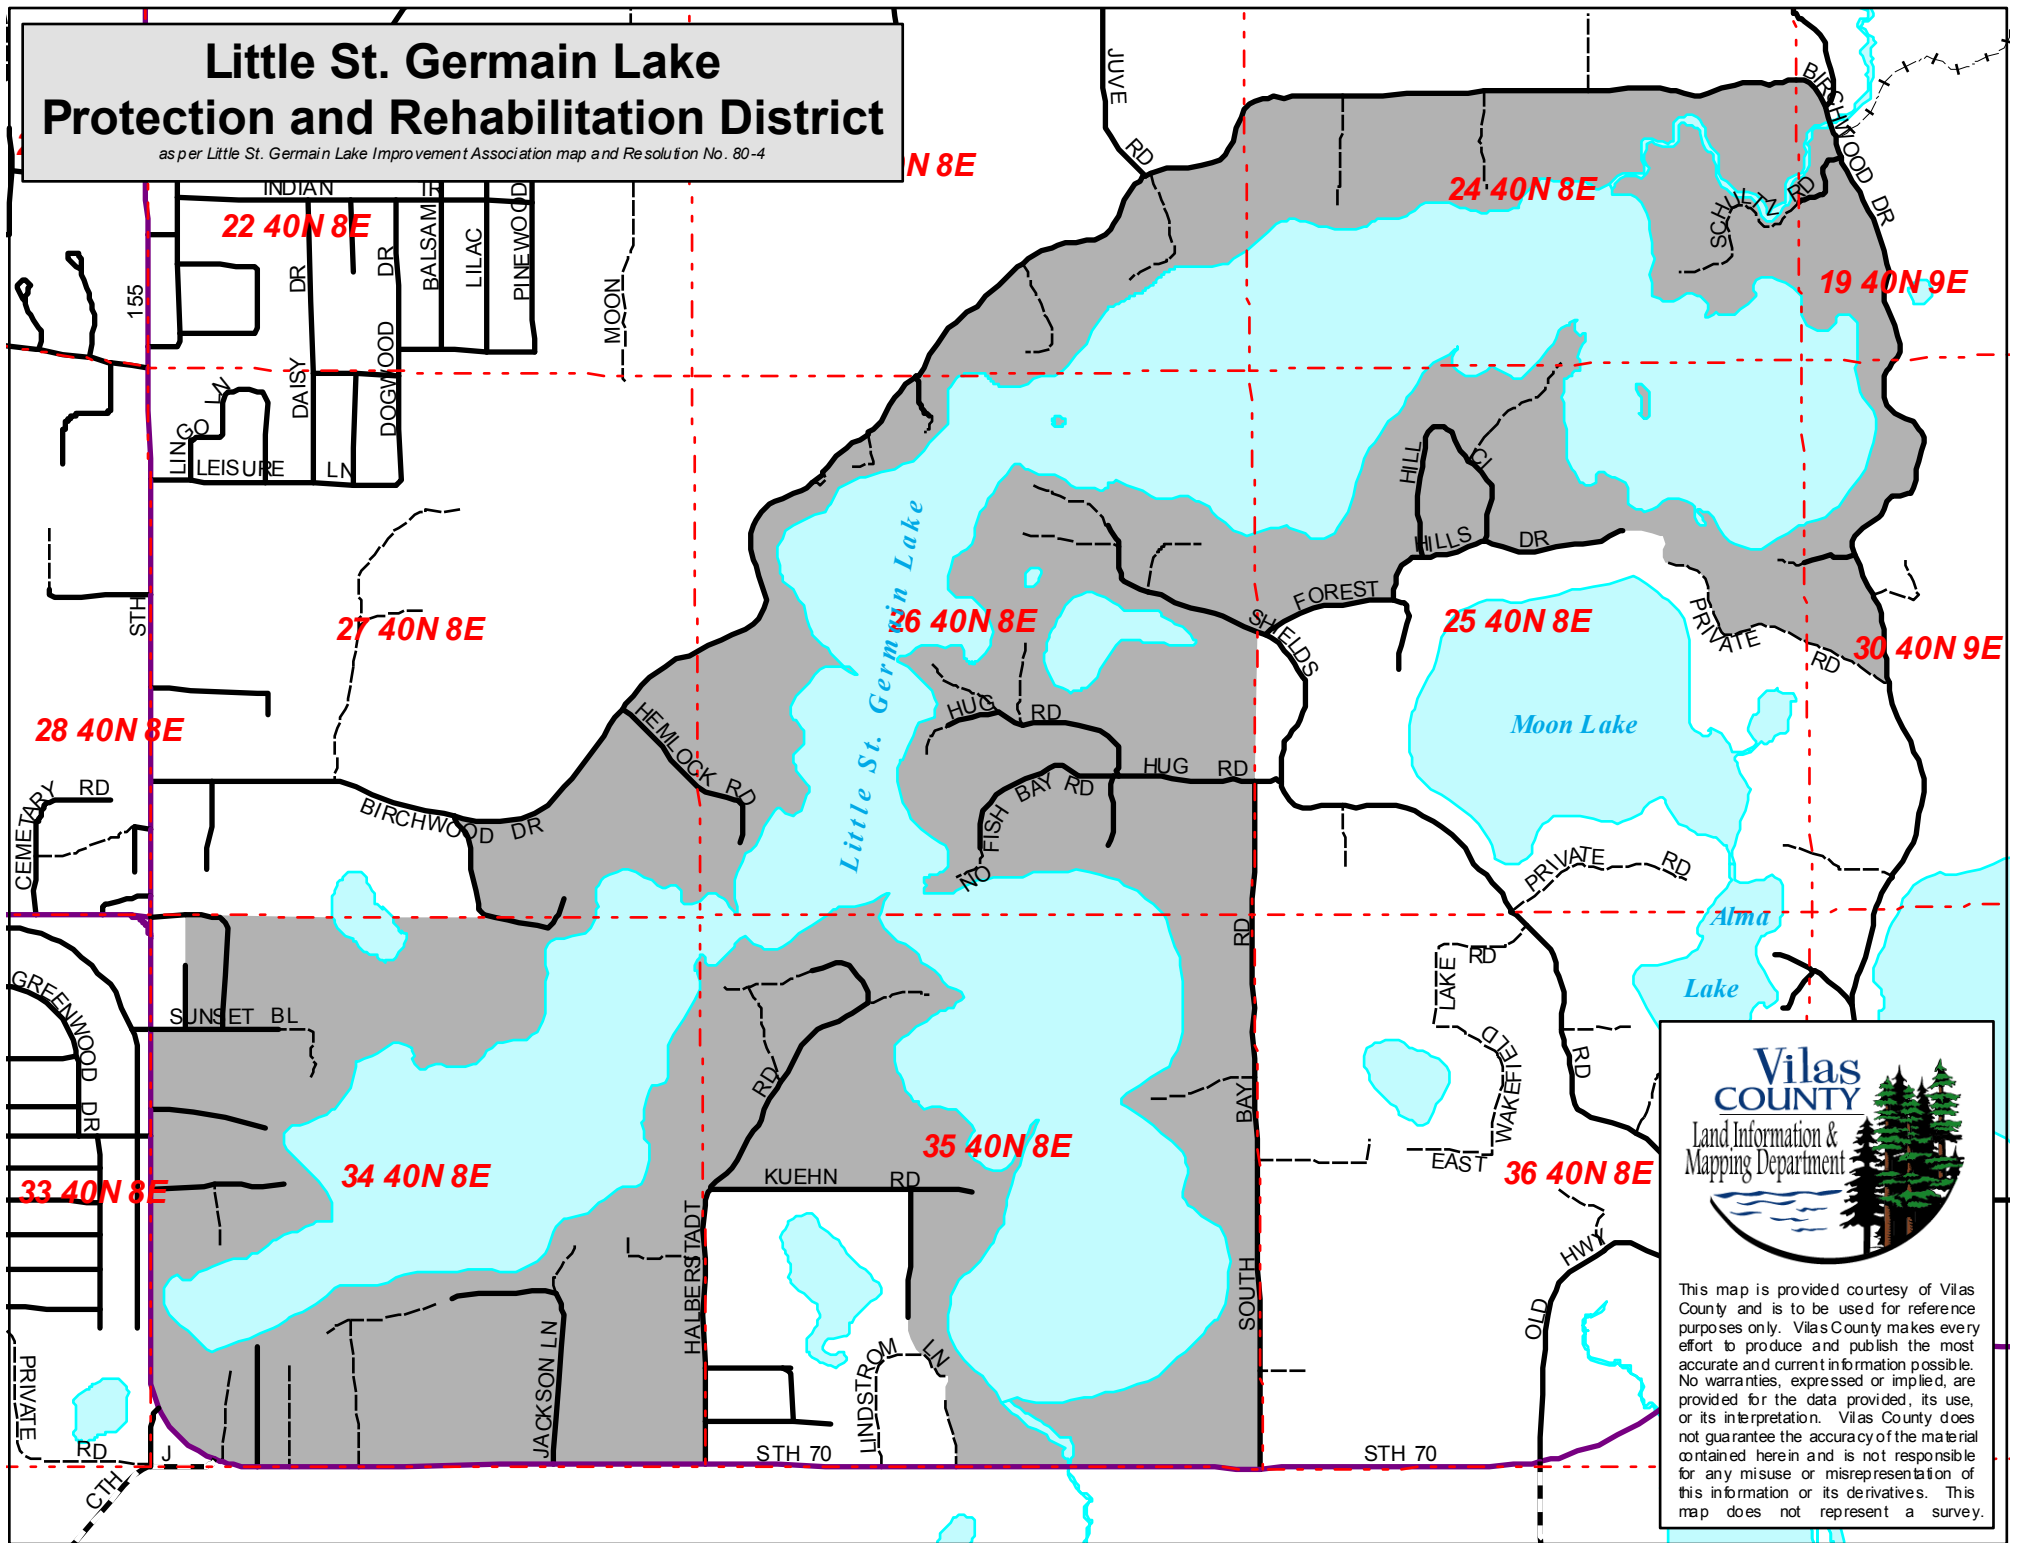 Little St. Germain Lake
Protection and Rehabilitation District
as per Little St. Germain Lake Improvement Association map and Resolution No. 80-4
JUVE
RD
BIRCHWOOD DR
N 8E
24 40N 8E
SCHULTZ RD
19 40N 9E
INDIAN
TR
22 40N 8E
155
DAISY DR
DOGWOOD DR
BALSAM
LILAC
PINEWOOD
MOON
LINGO LN
LEISURE LN
HILL CI
HILLS DR
FOREST
SHIELDS
STH
27 40N 8E
26 40N 8E
25 40N 8E
PRIVATE RD
30 40N 9E
Little St. Germain Lake
Moon Lake
28 40N 8E
HEMLOCK RD
HUG RD
HUG RD
NO FISH BAY RD
CEMETARY RD
BIRCHWOOD DR
PRIVATE RD
Alma
Lake
GREENWOOD DR
SUNSET BL
RD
LAKE RD
WAKEFIELD
EAST
RD
33 40N 8E
34 40N 8E
35 40N 8E
36 40N 8E
KUEHN RD
HALBERSTADT
RD
BAY
SOUTH
OLD HWY
JACKSON LN
LINDSTROM LN
PRIVATE
RD
J
CTH
STH 70
STH 70
Vilas
COUNTY
Land Information &
Mapping Department
This map is provided courtesy of Vilas
County and is to be used for reference
purposes only. Vilas County makes every
effort to produce and publish the most
accurate and current information possible.
No warranties, expressed or implied, are
provided for the data provided, its use,
or its interpretation. Vilas County does
not guarantee the accuracy of the material
contained herein and is not responsible
for any misuse or misrepresentation of
this information or its derivatives. This
map does not represent a survey.